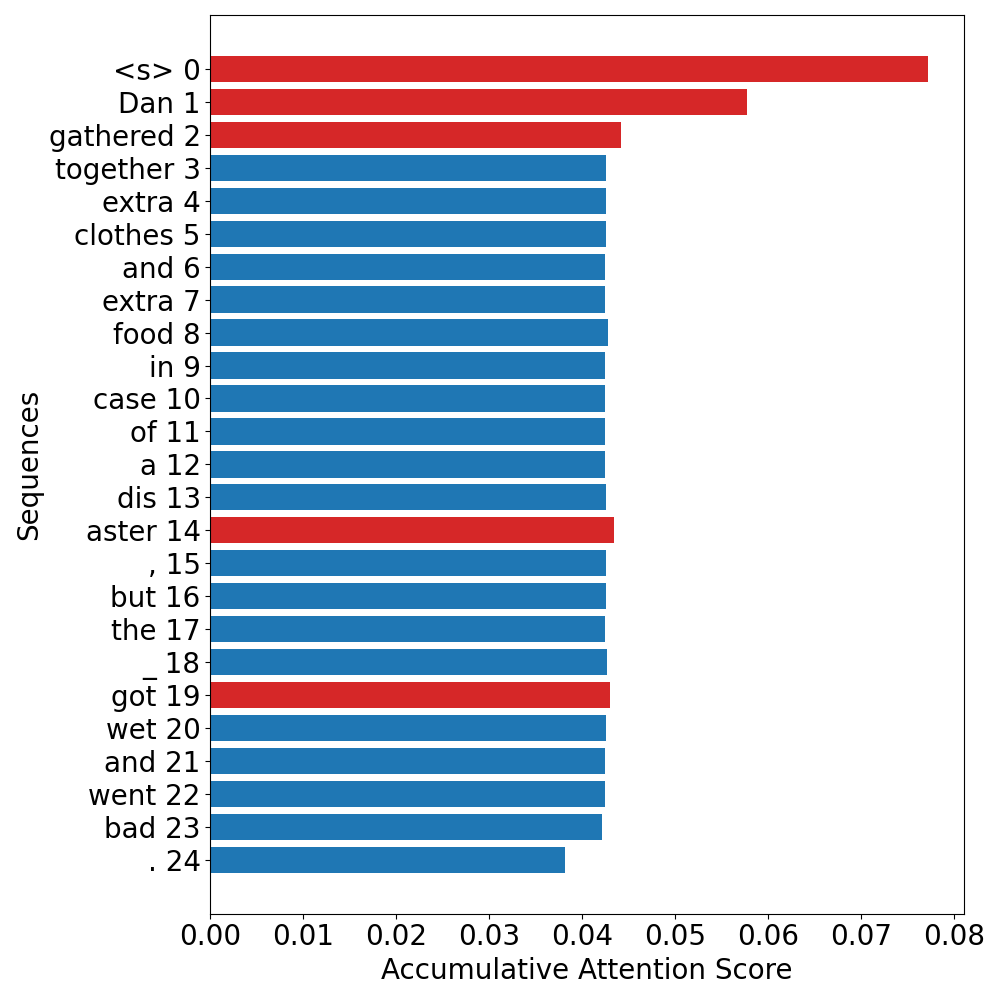 <s> 0
Dan 1
gathered 2
together 3
extra 4
clothes 5
and 6
extra 7
food 8
in 9
case 10
of 11
a 12
dis 13
aster 14
, 15
but 16
the 17
_ 18
got 19
wet 20
and 21
went 22
bad 23
. 24
Sequences
0.00 0.01 0.02 0.03 0.04 0.05 0.06 0.07 0.08
Accumulative Attention Score